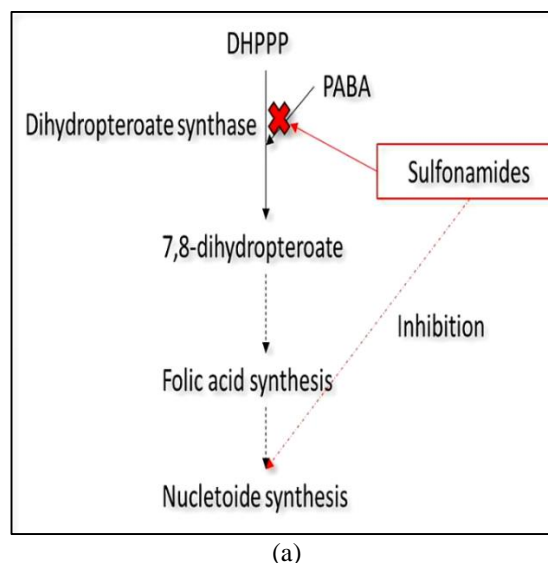 DHPPP
PABA
Dihydropteroate synthase
Sulfonamides
7,8-dihydropteroate
Inhibition
Folic acid synthesis
Nucletoide synthesis
(a)